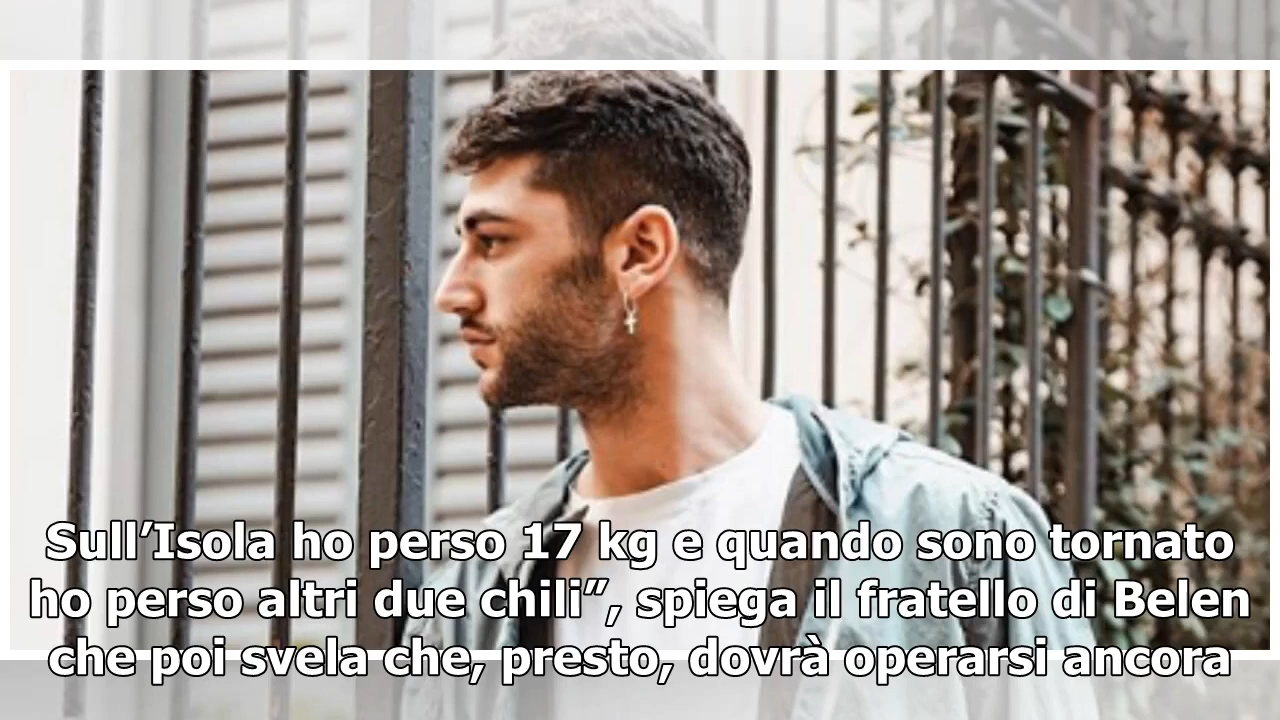 Sull’Isola ho perso 17 kg e quando sono tornato
ho perso altri due chili”, spiega il fratello di Belen
che poi svela che, presto, dovrà operarsi ancora